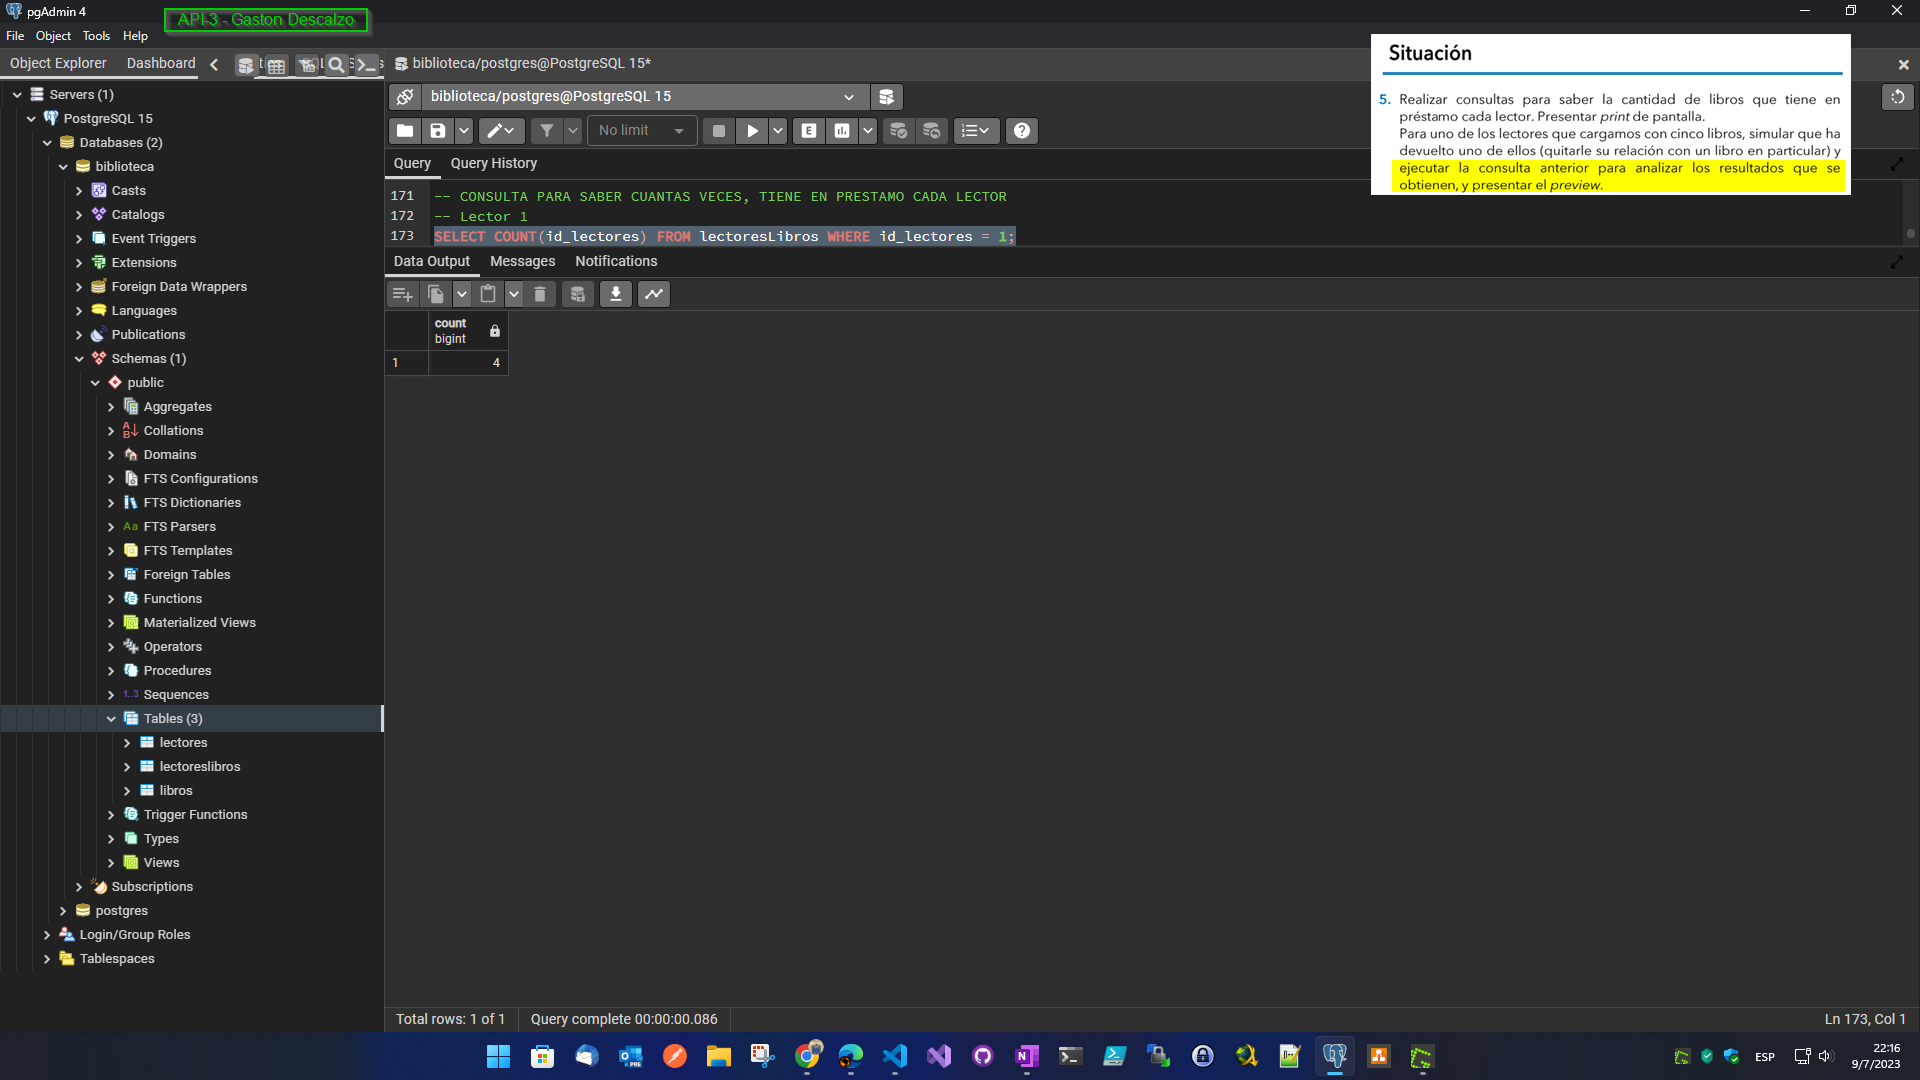 pgAdmin 4
API-3 - Gaston Descalzo
File Object Tools Help
Object Explorer
Dashboard
biblioteca/postgres@PostgreSQL 15*
Servers (1)
PostgreSQL 15
Databases (2)
biblioteca
Casts
Catalogs
Event Triggers
Extensions
Foreign Data Wrappers
Languages
Publications
Schemas (1)
public
Aggregates
Collations
Domains
FTS Configurations
FTS Dictionaries
FTS Parsers
FTS Templates
Foreign Tables
Functions
Materialized Views
Operators
Procedures
Sequences
Tables (3)
lectores
lectoreslibros
libros
Trigger Functions
Types
Views
Subscriptions
postgres
Login/Group Roles
Tablespaces
biblioteca/postgres@PostgreSQL 15
No limit
Query Query History
171 -- CONSULTA PARA SABER CUANTAS VECES, TIENE EN PRESTAMO CADA LECTOR
172 -- Lector 1
173 SELECT COUNT(id_lectores) FROM lectoresLibros WHERE id_lectores = 1;
Data Output Messages Notifications
count
bigint
1 4
Total rows: 1 of 1 Query complete 00:00:00.086
Ln 173, Col 1
Situación
5. Realizar consultas para saber la cantidad de libros que tiene en
préstamo cada lector. Presentar print de pantalla.
Para uno de los lectores que cargamos con cinco libros, simular que ha
devuelto uno de ellos (quitarle su relación con un libro en particular) y
ejecutar la consulta anterior para analizar los resultados que se
obtienen, y presentar el preview.
ESP
22:16
9/7/2023